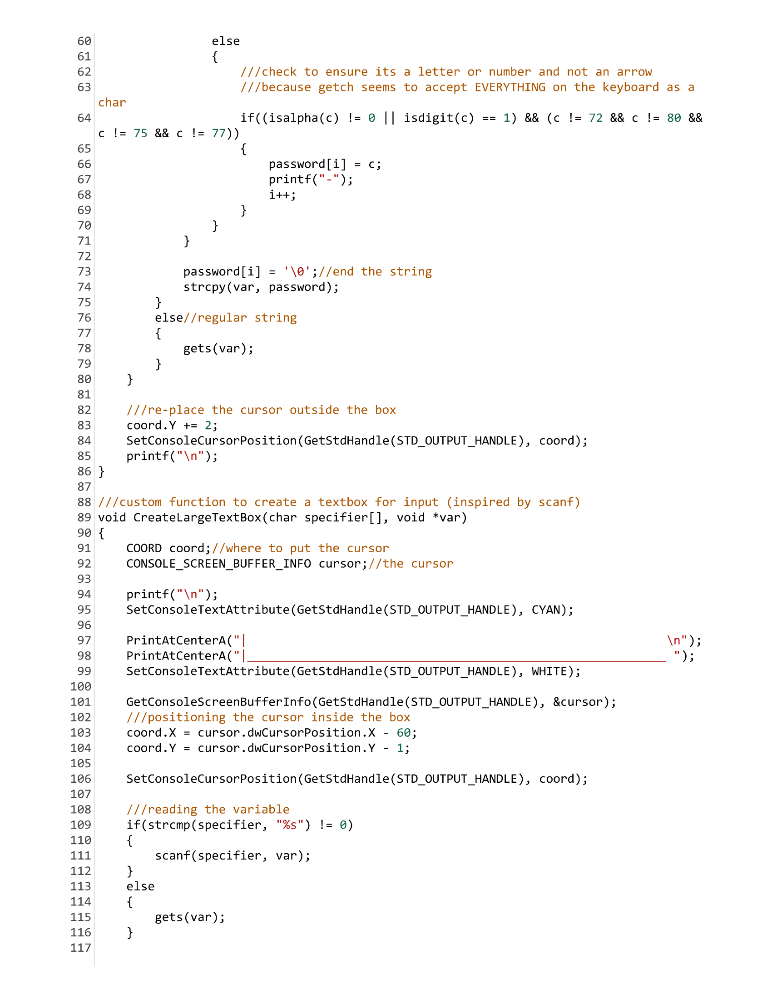 60                 else
61                 {
62                     ///check to ensure its a letter or number and not an arrow
63                     ///because getch seems to accept EVERYTHING on the keyboard as a
char
64                     if((isalpha(c) != 0 || isdigit(c) == 1) && (c != 72 && c != 80 &&
c != 75 && c != 77))
65                     {
66                         password[i] = c;
67                         printf("-");
68                         i++;
69                     }
70                 }
71             }
72
73             password[i] = '\0';//end the string
74             strcpy(var, password);
75         }
76         else//regular string
77         {
78             gets(var);
79         }
80     }
81
82     ///re-place the cursor outside the box
83     coord.Y += 2;
84     SetConsoleCursorPosition(GetStdHandle(STD_OUTPUT_HANDLE), coord);
85     printf("\n");
86 }
87
88 ///custom function to create a textbox for input (inspired by scanf)
89 void CreateLargeTextBox(char specifier[], void *var)
90 {
91     COORD coord;//where to put the cursor
92     CONSOLE_SCREEN_BUFFER_INFO cursor;//the cursor
93
94     printf("\n");
95     SetConsoleTextAttribute(GetStdHandle(STD_OUTPUT_HANDLE), CYAN);
96
97     PrintAtCenterA("|                                                           \n");
98     PrintAtCenterA("|___________________________________________________________ ");
99     SetConsoleTextAttribute(GetStdHandle(STD_OUTPUT_HANDLE), WHITE);
100
101     GetConsoleScreenBufferInfo(GetStdHandle(STD_OUTPUT_HANDLE), &cursor);
102     ///positioning the cursor inside the box
103     coord.X = cursor.dwCursorPosition.X - 60;
104     coord.Y = cursor.dwCursorPosition.Y - 1;
105
106     SetConsoleCursorPosition(GetStdHandle(STD_OUTPUT_HANDLE), coord);
107
108     ///reading the variable
109     if(strcmp(specifier, "%s") != 0)
110     {
111         scanf(specifier, var);
112     }
113     else
114     {
115         gets(var);
116     }
117